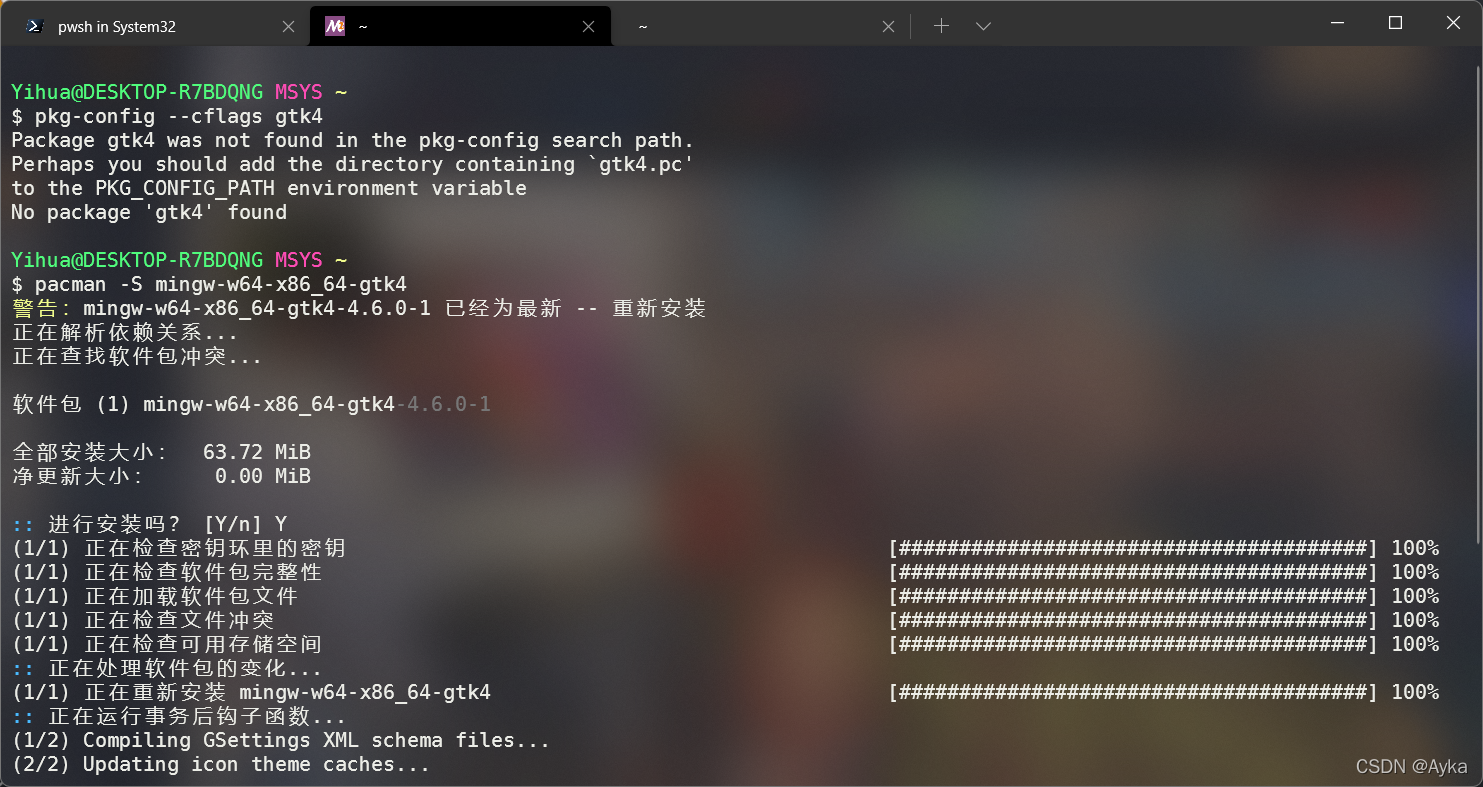 pwsh in System32
~
~
Yihua@DESKTOP-R7BDQNG MSYS ~
$ pkg-config --cflags gtk4
Package gtk4 was not found in the pkg-config search path.
Perhaps you should add the directory containing `gtk4.pc'
to the PKG_CONFIG_PATH environment variable
No package 'gtk4' found
Yihua@DESKTOP-R7BDQNG MSYS ~
$ pacman -S mingw-w64-x86_64-gtk4
警告：mingw-w64-x86_64-gtk4-4.6.0-1 已经为最新 -- 重新安装
正在解析依赖关系...
正在查找软件包冲突...
软件包 (1) mingw-w64-x86_64-gtk4-4.6.0-1
全部安装大小： 63.72 MiB
净更新大小： 0.00 MiB
:: 进行安装吗？ [Y/n] Y
(1/1) 正在检查密钥环里的密钥 [#######################################] 100%
(1/1) 正在检查软件包完整性 [#######################################] 100%
(1/1) 正在加载软件包文件 [#######################################] 100%
(1/1) 正在检查文件冲突 [#######################################] 100%
(1/1) 正在检查可用存储空间 [#######################################] 100%
:: 正在处理软件包的变化...
(1/1) 正在重新安装 mingw-w64-x86_64-gtk4 [#######################################] 100%
:: 正在运行事务后钩子函数...
(1/2) Compiling GSettings XML schema files...
(2/2) Updating icon theme caches...
CSDN @Ayka